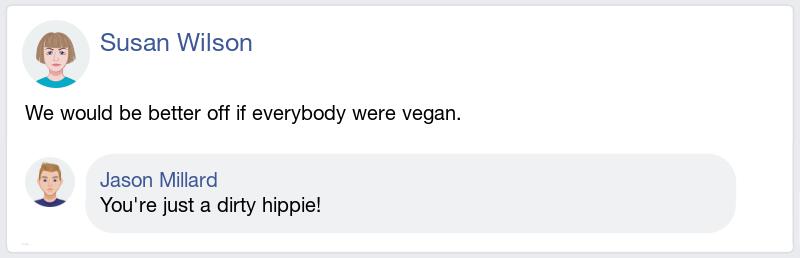 Susan Wilson
We would be better off if everybody were vegan.
Jason Millard
You're just a dirty hippie!